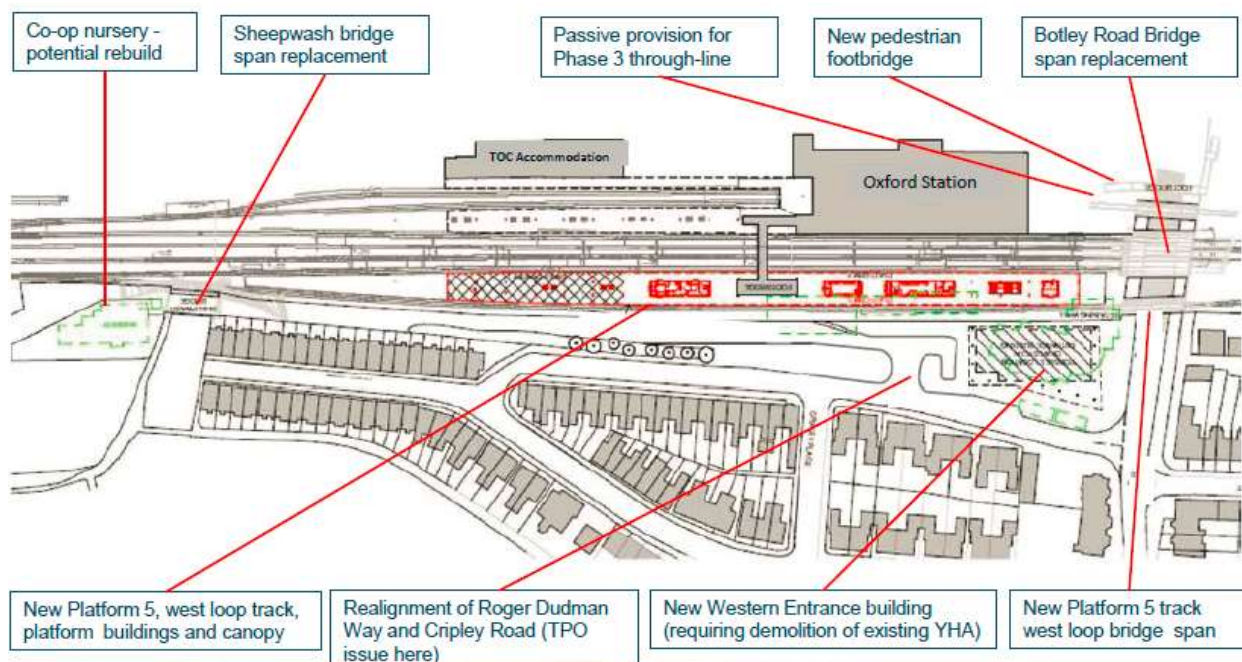 Co-op nursery -
potential rebuild
Sheepwash bridge
span replacement
Passive provision for
Phase 3 through-line
New pedestrian
footbridge
Botley Road Bridge
span replacement
TOC Accommodation
Oxford Station
FOOTBRIDGE
New Platform 5, west loop track,
platform buildings and canopy
Realignment of Roger Dudman
Way and Cripley Road (TPO
issue here)
New Western Entrance building
(requiring demolition of existing YHA)
New Platform 5 track
west loop bridge span